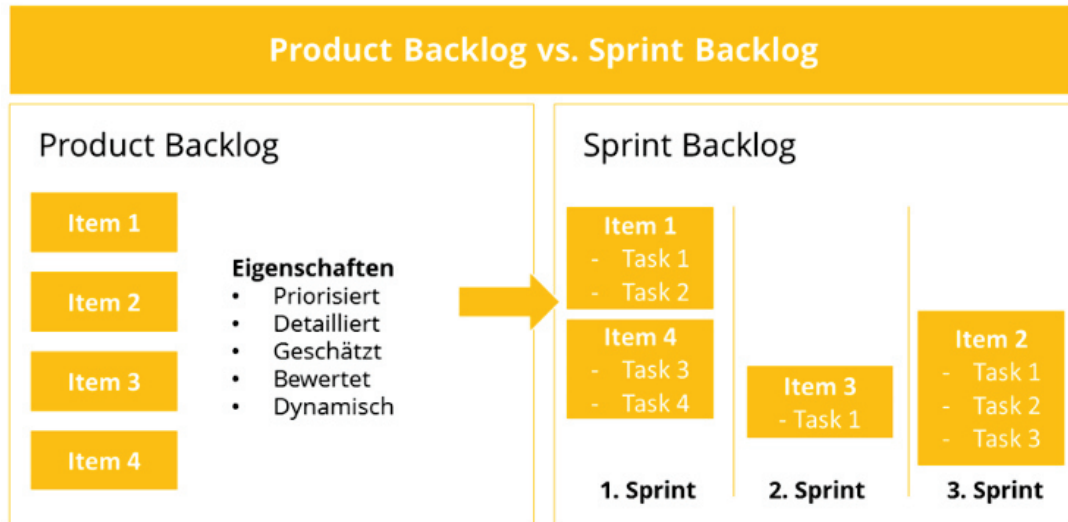 Product Backlog vs. Sprint Backlog
Product Backlog
Item 1
Item 2
Item 3
Item 4
Eigenschaften
• Priorisiert
• Detailliert
• Geschätzt
• Bewertet
• Dynamisch
Sprint Backlog
Item 1
- Task 1
- Task 2
Item 4
- Task 3
- Task 4
1. Sprint
Item 3
- Task 1
2. Sprint
Item 2
- Task 1
- Task 2
- Task 3
3. Sprint